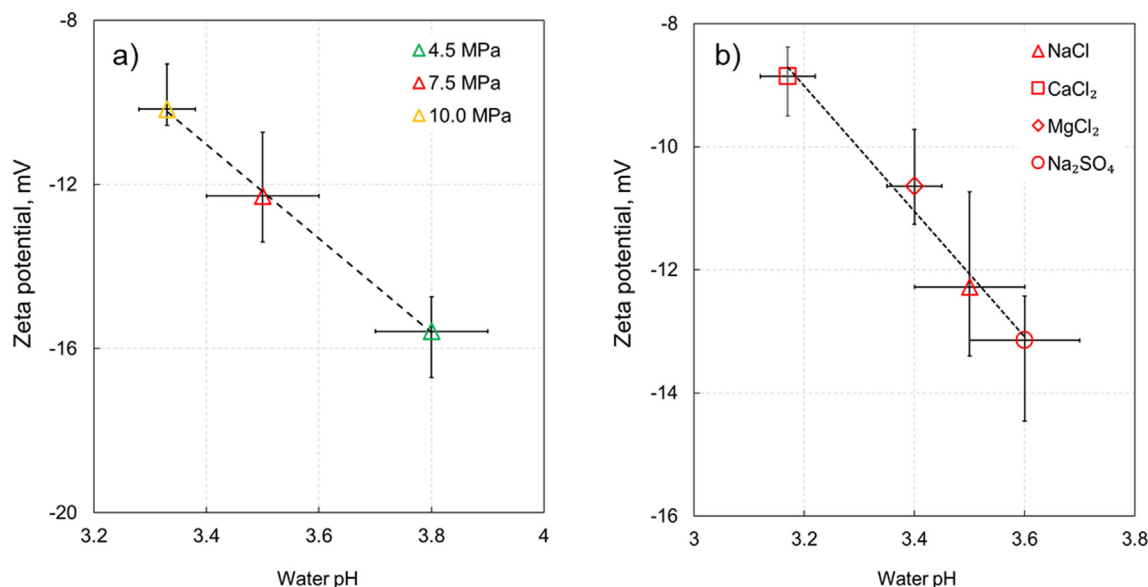 a)
4.5 MPa
7.5 MPa
10.0 MPa
Zeta potential, mV
-8
-12
-16
-20
3.2
3.4
3.6
3.8
4
Water pH
b)
NaCl
CaCl₂
MgCl₂
Na₂SO₄
Zeta potential, mV
-8
-10
-12
-14
-16
3
3.2
3.4
3.6
3.8
Water pH